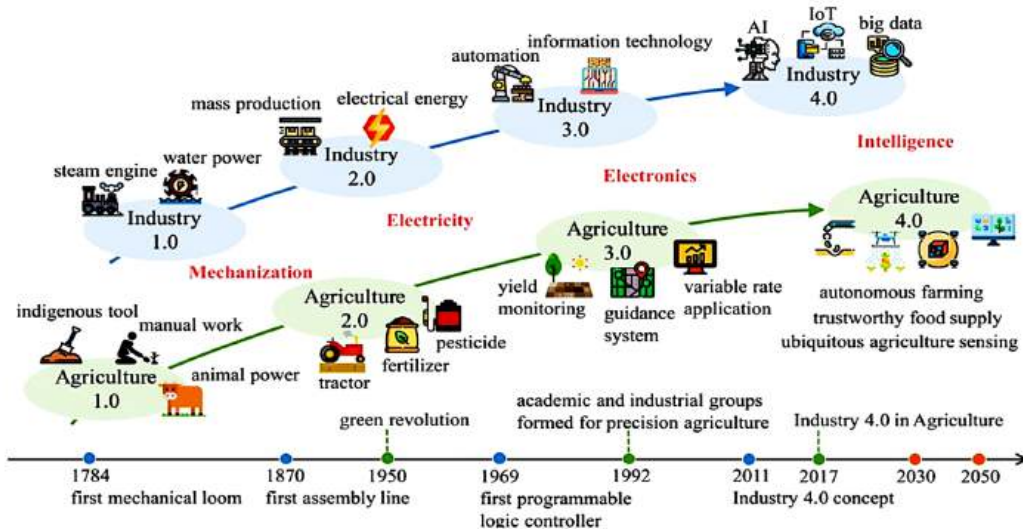 AI
IoT
big data
information technology
automation
Industry
4.0
Industry
3.0
mass production
electrical energy
Industry
2.0
steam engine
water power
Industry
1.0
Mechanization
Electricity
Electronics
Intelligence
indigenous tool
manual work
animal power
Agriculture
1.0
Agriculture
2.0
tractor
fertilizer
pesticide
Agriculture
3.0
yield
monitoring
guidance
system
variable rate
application
Agriculture
4.0
autonomous farming
trustworthy food supply
ubiquitous agriculture sensing
green revolution
academic and industrial groups
formed for precision agriculture
Industry 4.0 in Agriculture
1784
1870
1950
1969
1992
2011
2017
2030
2050
first mechanical loom
first assembly line
first programmable
logic controller
Industry 4.0 concept